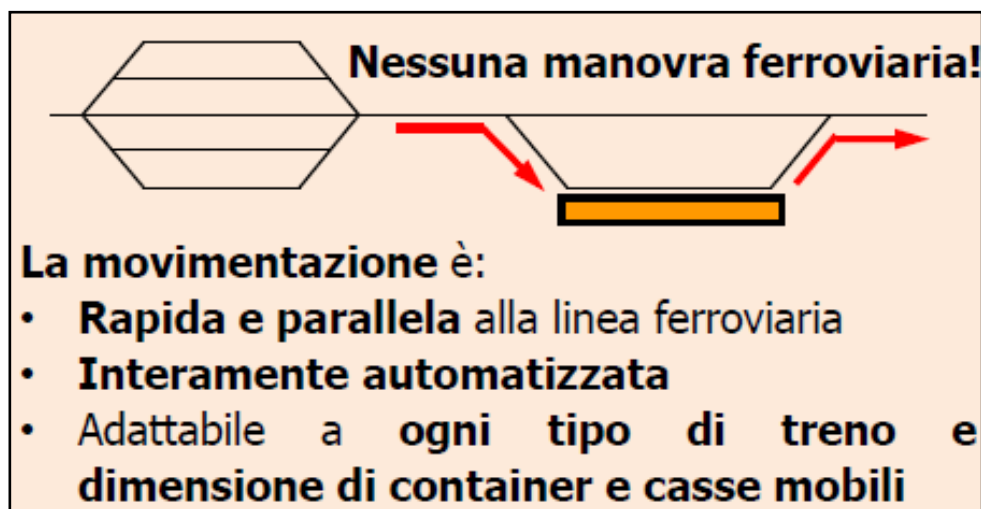 Nessuna manovra ferroviaria!
La movimentazione è:
• Rapida e parallela alla linea ferroviaria
• Interamente automatizzata
• Adattabile a ogni tipo di treno e
dimensione di container e casse mobili